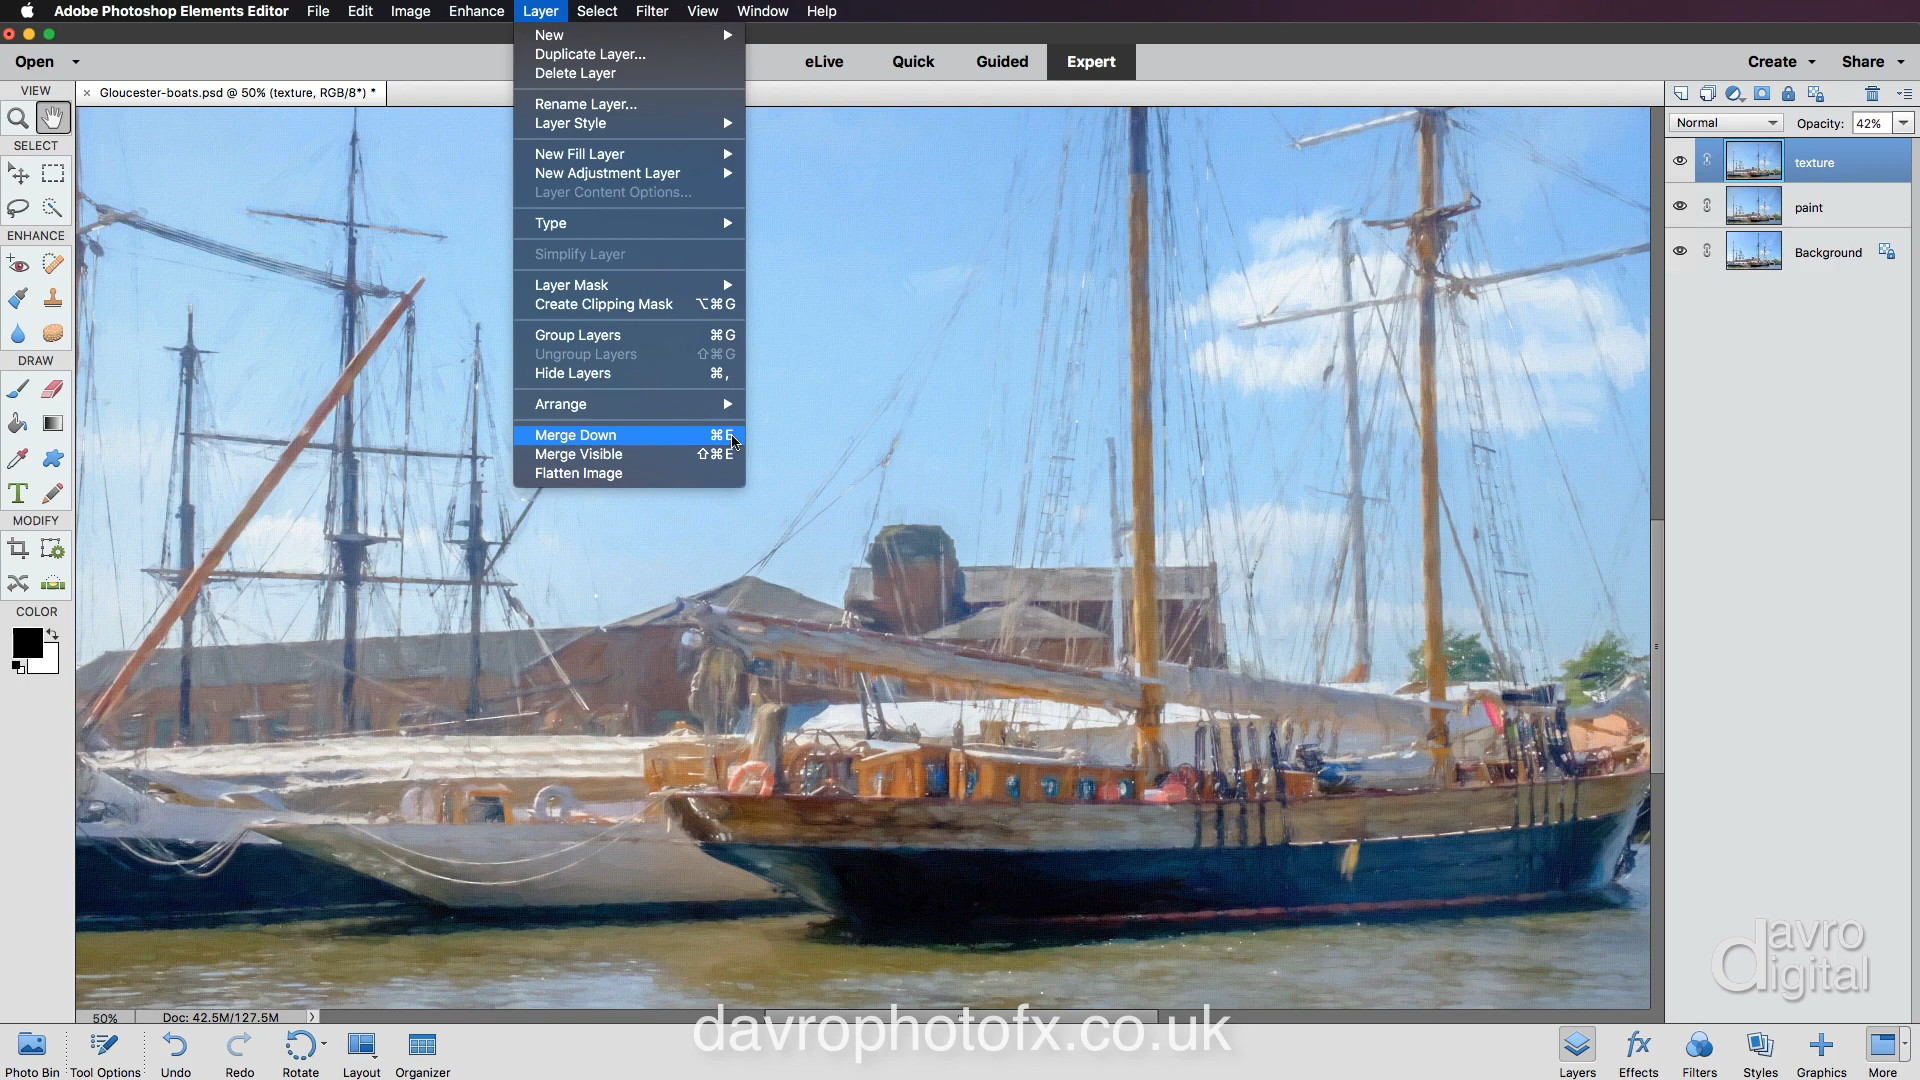 Adobe Photoshop Elements Editor File Edit Image Enhance Layer Select Filter View Window Help
Open
eLive Quick Guided Expert
Create Share
VIEW
Gloucester-boats.psd @ 50% (texture, RGB/8*) *
SELECT
ENHANCE
DRAW
MODIFY
COLOR
New
Duplicate Layer...
Delete Layer
Rename Layer...
Layer Style
New Fill Layer
New Adjustment Layer
Layer Content Options...
Type
Simplify Layer
Layer Mask
Create Clipping Mask ⌥⌘G
Group Layers ⌘G
Ungroup Layers ⇧⌘G
Hide Layers ⌘,
Arrange
Merge Down ⌘E
Merge Visible ⇧⌘E
Flatten Image
Normal Opacity: 42%
texture
paint
Background
davro
digital
50% Doc: 42.5M/127.5M
davrophotofx.co.uk
Photo Bin Tool Options Undo Redo Rotate Layout Organizer
fx
Layers Effects Filters Styles Graphics More